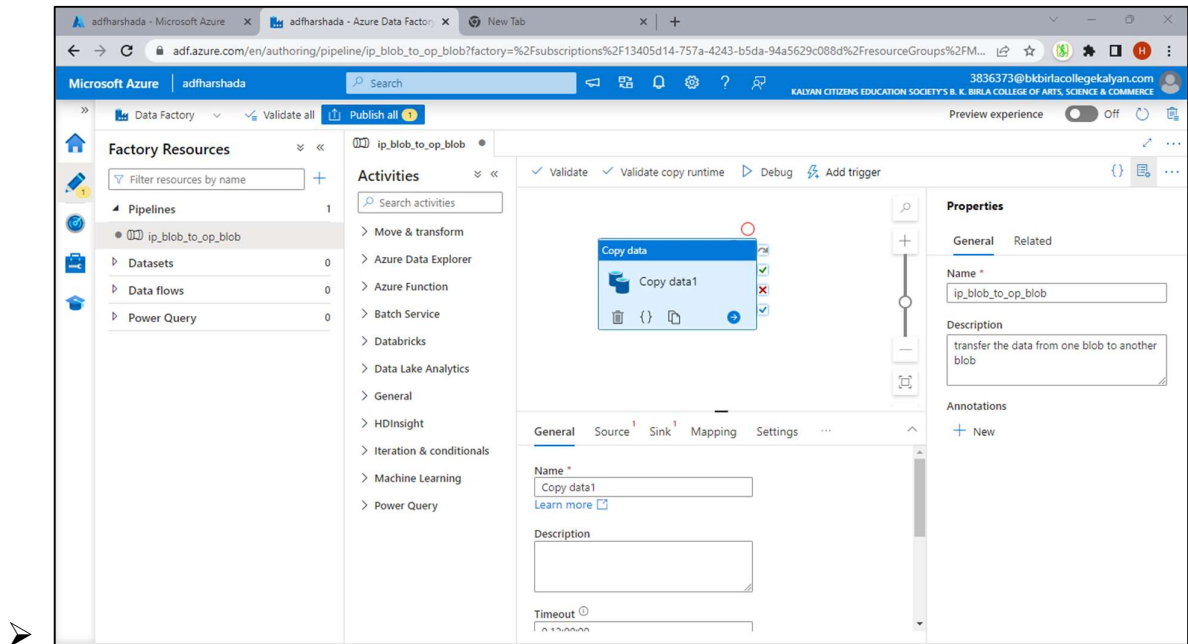 adfharshada - Microsoft Azure
adfharshada - Azure Data Factor
New Tab
adf.azure.com/en/authoring/pipeline/ip_blob_to_op_blob?factory=%2Fsubscriptions%2F13405d14-757a-4243-b5da-94a5629c088d%2FresourceGroups%2FM...
H
Microsoft Azure | adfharshada
Search
3836373@bkbirlacollegekalyan.com
KALYAN CITIZENS EDUCATION SOCIETY'S B. K. BIRLA COLLEGE OF ARTS, SCIENCE & COMMERCE
Data Factory
Validate all
Publish all 1
Preview experience
Off
1
Factory Resources
Filter resources by name
Pipelines 1
ip_blob_to_op_blob
Datasets 0
Data flows 0
Power Query 0
ip_blob_to_op_blob
Activities
Search activities
Move & transform
Azure Data Explorer
Azure Function
Batch Service
Databricks
Data Lake Analytics
General
HDInsight
Iteration & conditionals
Machine Learning
Power Query
Validate
Validate copy runtime
Debug
Add trigger
Copy data
Copy data1
General
Source 1
Sink 1
Mapping
Settings
Name *
Copy data1
Learn more
Description
Timeout
0.12:00:00
Properties
General
Related
Name *
ip_blob_to_op_blob
Description
transfer the data from one blob to another
blob
Annotations
New